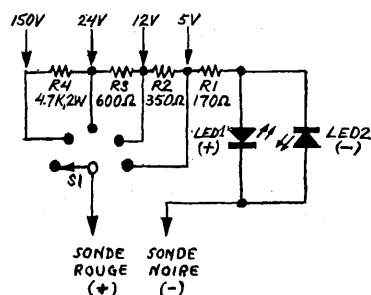 150V 24V 12V 5V
R4 R3 R2 R1
4.7K,2W 600Ω 350Ω 170Ω
LED1 LED2
(+) (-)
S1
SONDE SONDE
ROUGE NOIRE
(+) (-)